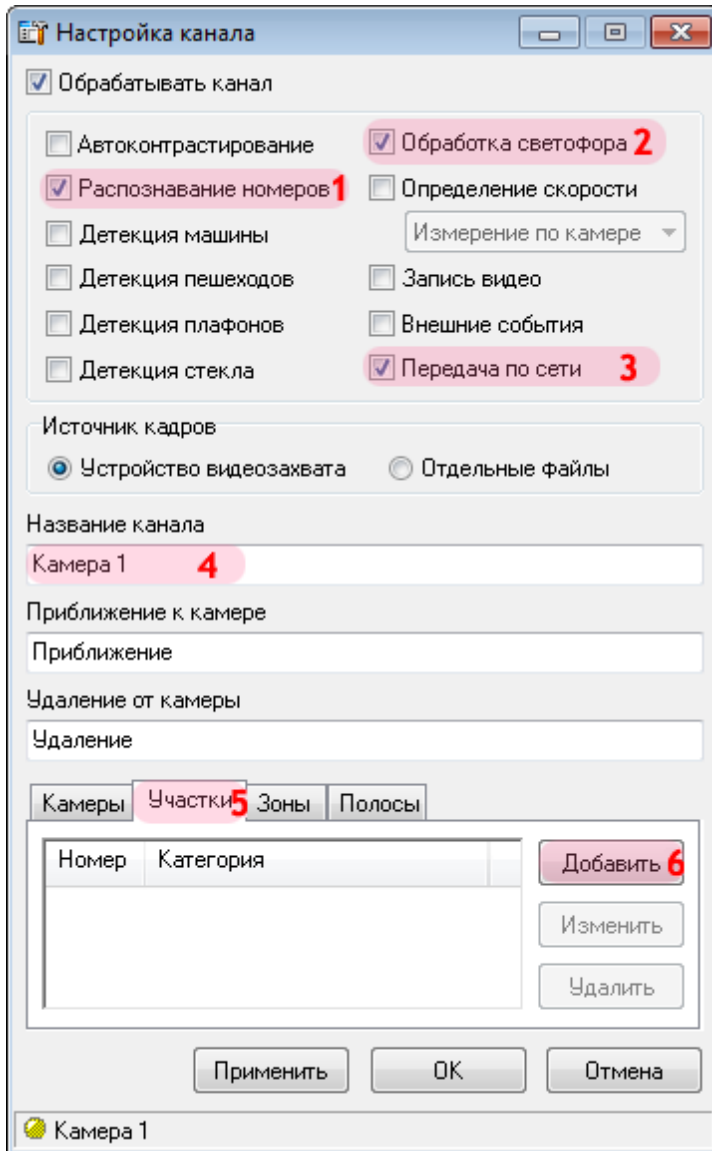 Настройка канала
Обрабатывать канал
Автоконтрастирование
Обработка светофора 2
Распознавание номеров 1
Определение скорости
Детекция машины
Измерение по камере
Детекция пешеходов
Запись видео
Детекция плафонов
Внешние события
Детекция стекла
Передача по сети 3
Источник кадров
Устройство видеозахвата
Отдельные файлы
Название канала
Камера 1 4
Приближение к камере
Приближение
Удаление от камеры
Удаление
Камеры Участки 5 Зоны Полосы
Номер Категория
Добавить 6
Изменить
Удалить
Применить OK Отмена
Камера 1